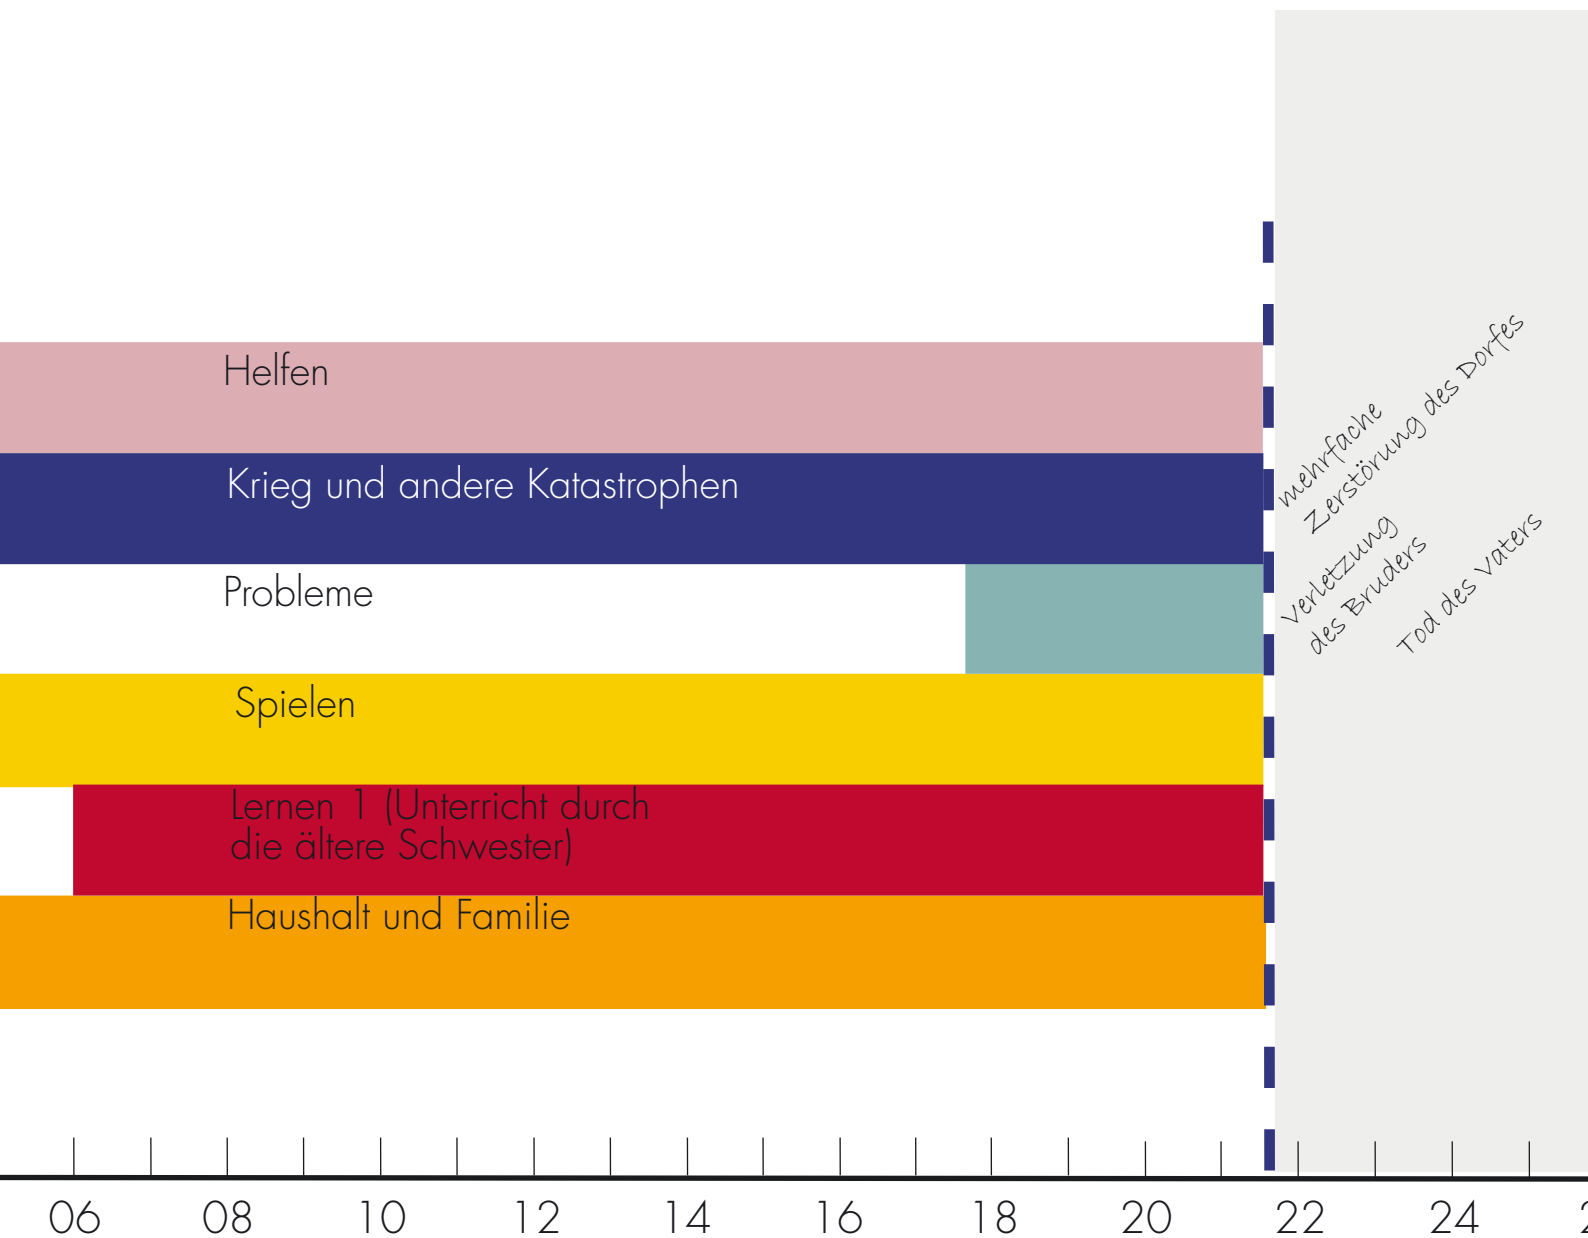 Helfen
Krieg und andere Katastrophen
Probleme
Spielen
Lernen 1 (Unterricht durch
die ältere Schwester)
Haushalt und Familie
mehrfache
Zerstörung des Dorfes
Verletzung
des Bruders
Tod des Vaters
06 08 10 12 14 16 18 20 22 24